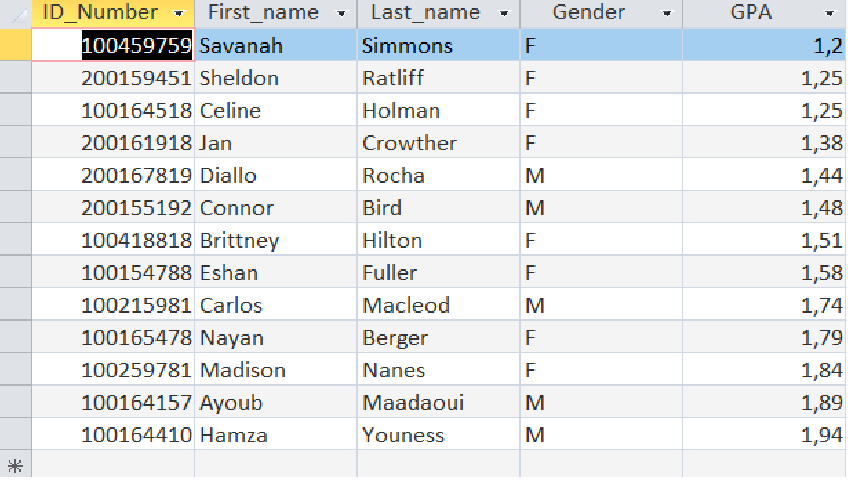 ID_Number First_name Last_name Gender GPA
100459759 Savanah Simmons F 1,2
200159451 Sheldon Ratliff F 1,25
100164518 Celine Holman F 1,25
200161918 Jan Crowther F 1,38
200167819 Diallo Rocha M 1,44
200155192 Connor Bird M 1,48
100418818 Brittney Hilton F 1,51
100154788 Eshan Fuller F 1,58
100215981 Carlos Macleod M 1,74
100165478 Nayan Berger F 1,79
100259781 Madison Nanes F 1,84
100164157 Ayoub Maadaoui M 1,89
100164410 Hamza Youness M 1,94